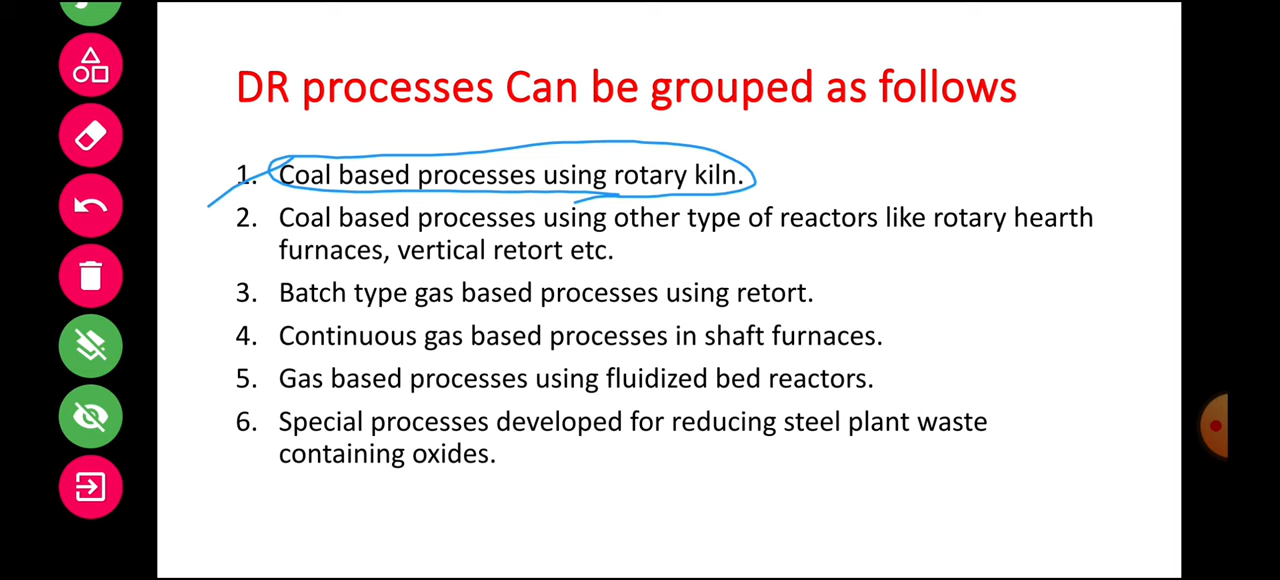 DR processes Can be grouped as follows
1. Coal based processes using rotary kiln.
2. Coal based processes using other type of reactors like rotary hearth
furnaces, vertical retort etc.
3. Batch type gas based processes using retort.
4. Continuous gas based processes in shaft furnaces.
5. Gas based processes using fluidized bed reactors.
6. Special processes developed for reducing steel plant waste
containing oxides.